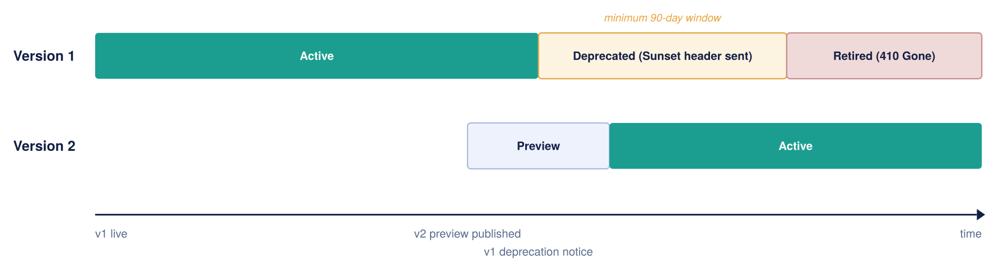 minimum 90-day window
Version 1
Active
Deprecated (Sunset header sent)
Retired (410 Gone)
Version 2
Preview
Active
v1 live
v2 preview published
time
v1 deprecation notice